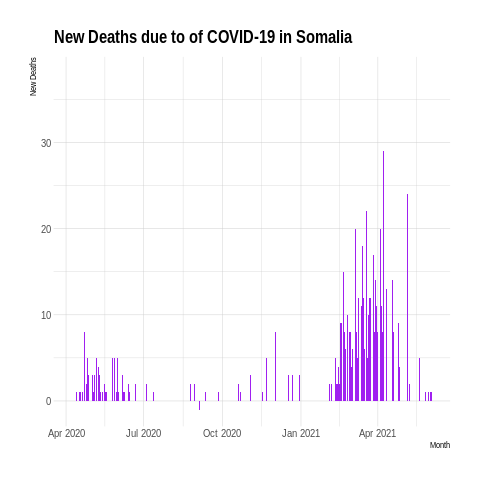 New Deaths due to of COVID-19 in Somalia
New Deaths
30
20
10
0
Apr 2020 Jul 2020 Oct 2020 Jan 2021 Apr 2021
Month